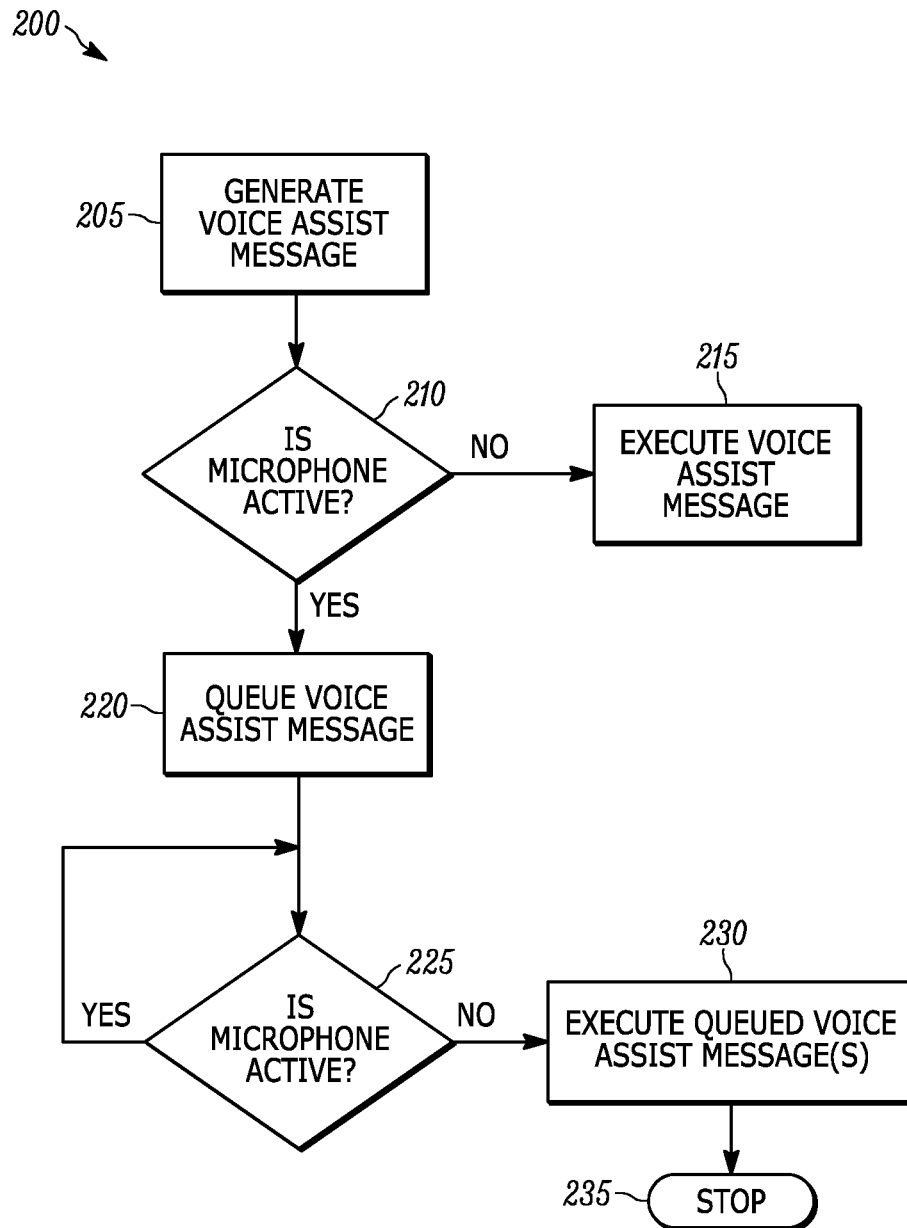 200
205
GENERATE
VOICE ASSIST
MESSAGE
210
IS
MICROPHONE
ACTIVE?
NO
215
EXECUTE VOICE
ASSIST
MESSAGE
YES
220
QUEUE VOICE
ASSIST MESSAGE
225
IS
MICROPHONE
ACTIVE?
YES
NO
230
EXECUTE QUEUED VOICE
ASSIST MESSAGE(S)
235
STOP